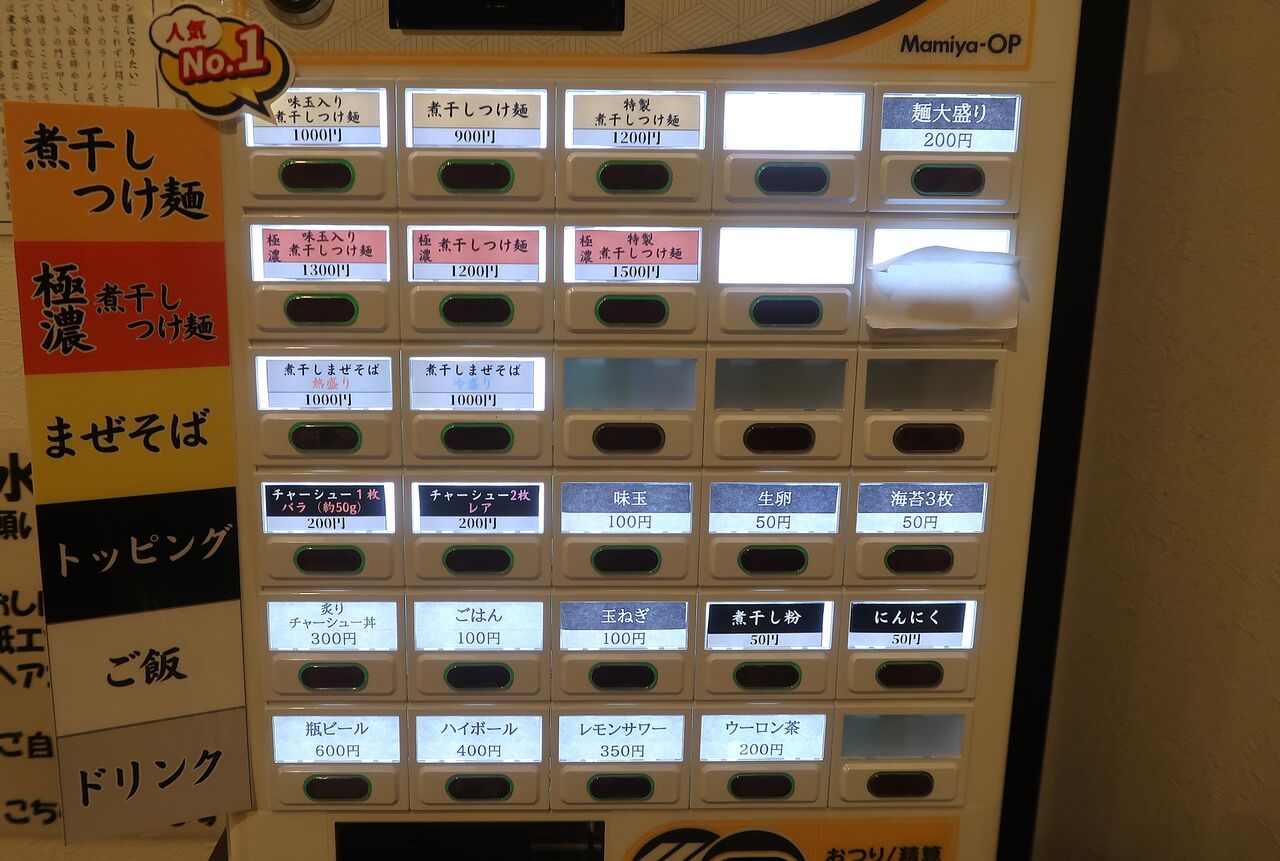 人気
No.1
Mamiya-OP
味玉入り
煮干しつけ麺
1000円
煮干しつけ麺
900円
特製
煮干しつけ麺
1200円
麺大盛り
200円
極濃
味玉入り
煮干しつけ麺
1300円
極濃
煮干しつけ麺
1200円
極濃
特製
煮干しつけ麺
1500円
煮干しまぜそば
熱盛り
1000円
煮干しまぜそば
冷盛り
1000円
チャーシュー1枚
バラ（約50g）
200円
チャーシュー2枚
レア
200円
味玉
100円
生卵
50円
海苔3枚
50円
炙り
チャーシュー丼
300円
ごはん
100円
玉ねぎ
100円
煮干し粉
50円
にんにく
50円
瓶ビール
600円
ハイボール
400円
レモンサワー
350円
ウーロン茶
200円
煮干し
つけ麺
極濃
煮干し
つけ麺
まぜそば
トッピング
ご飯
ドリンク
おつり/精算
水
ご自
こち